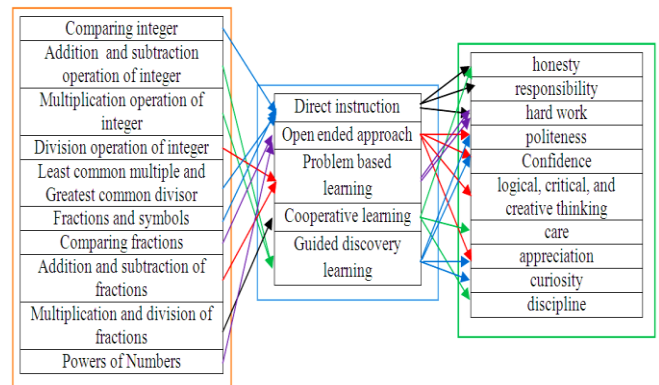 Comparing integer
Addition and subtraction
operation of integer
Multiplication operation of
integer
Division operation of integer
Least common multiple and
Greatest common divisor
Fractions and symbols
Comparing fractions
Addition and subtraction of
fractions
Multiplication and division of
fractions
Powers of Numbers
Direct instruction
Open ended approach
Problem based
learning
Cooperative learning
Guided discovery
learning
honesty
responsibility
hard work
politeness
Confidence
logical, critical, and
creative thinking
care
appreciation
curiosity
discipline